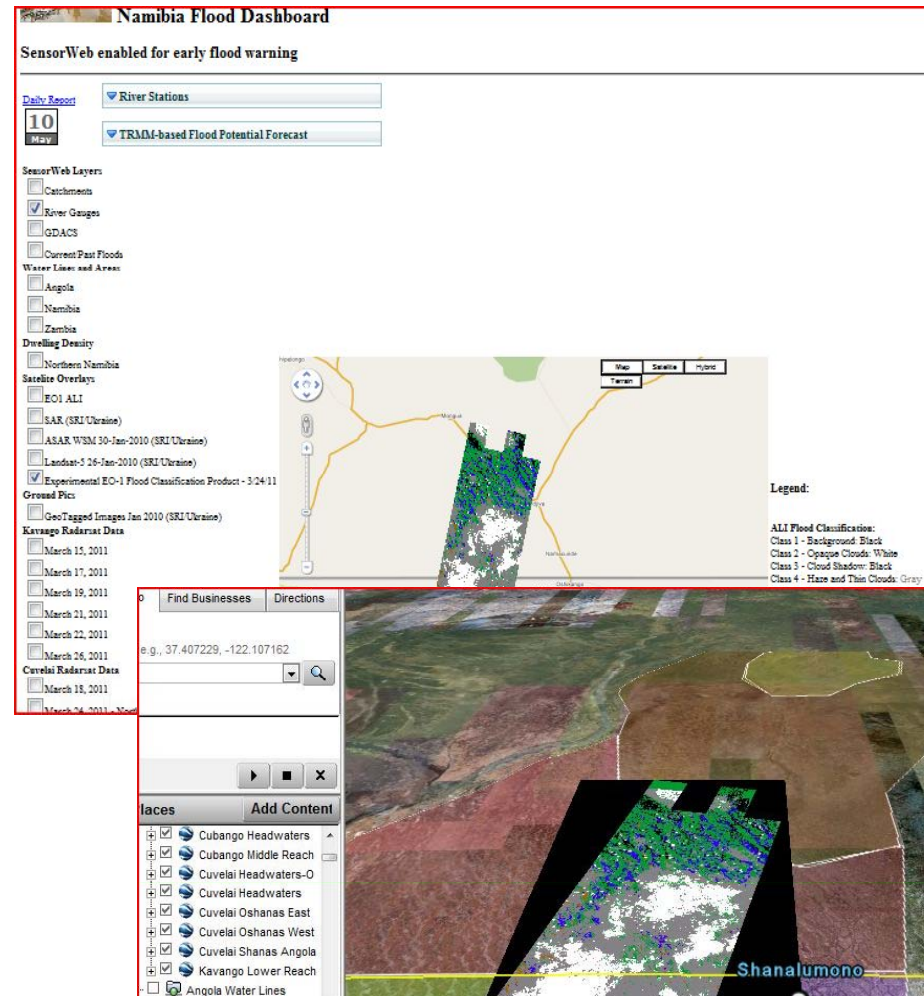 Namibia Flood Dashboard
SensorWeb enabled for early flood warning
Daily Report
10
May
River Stations
TRMM-based Flood Potential Forecast
SensorWeb Layers
Catchments
River Gauges
GDACS
Current/Past Floods
Water Lines and Areas
Angola
Namibia
Zambia
Dwelling Density
Northern Namibia
Satelite Overlays
EO1 ALI
SAR (SRI/Ukraine)
ASAR WSM 30-Jan-2010 (SRI/Ukraine)
Landsat-5 26-Jan-2010 (SRI/Ukraine)
Experimental EO-1 Flood Classification Product - 3/24/11
Ground Pics
GeoTagged Images Jan 2010 (SRI/Ukraine)
Kavango Radarsat Data
March 15, 2011
March 17, 2011
March 19, 2011
March 21, 2011
March 22, 2011
March 26, 2011
Cuvelai Radarsat Data
March 18, 2011
March 24, 2011 -
Map
Satellite
Hybrid
Terrain
Mongua
Namacunde
Oshikango
Legend:
ALI Flood Classification:
Class 1 - Background: Black
Class 2 - Opaque Clouds: White
Class 3 - Cloud Shadow: Black
Class 4 - Haze and Thin Clouds: Gray
Find Businesses
Directions
e.g., 37.407229, -122.107162
laces
Add Content
Cubango Headwaters
Cubango Middle Reach
Cuvelai Headwaters-O
Cuvelai Headwaters
Cuvelai Oshanas East
Cuvelai Oshanas West
Cuvelai Shanas Angola
Kavango Lower Reach
Angola Water Lines
Shanalumono